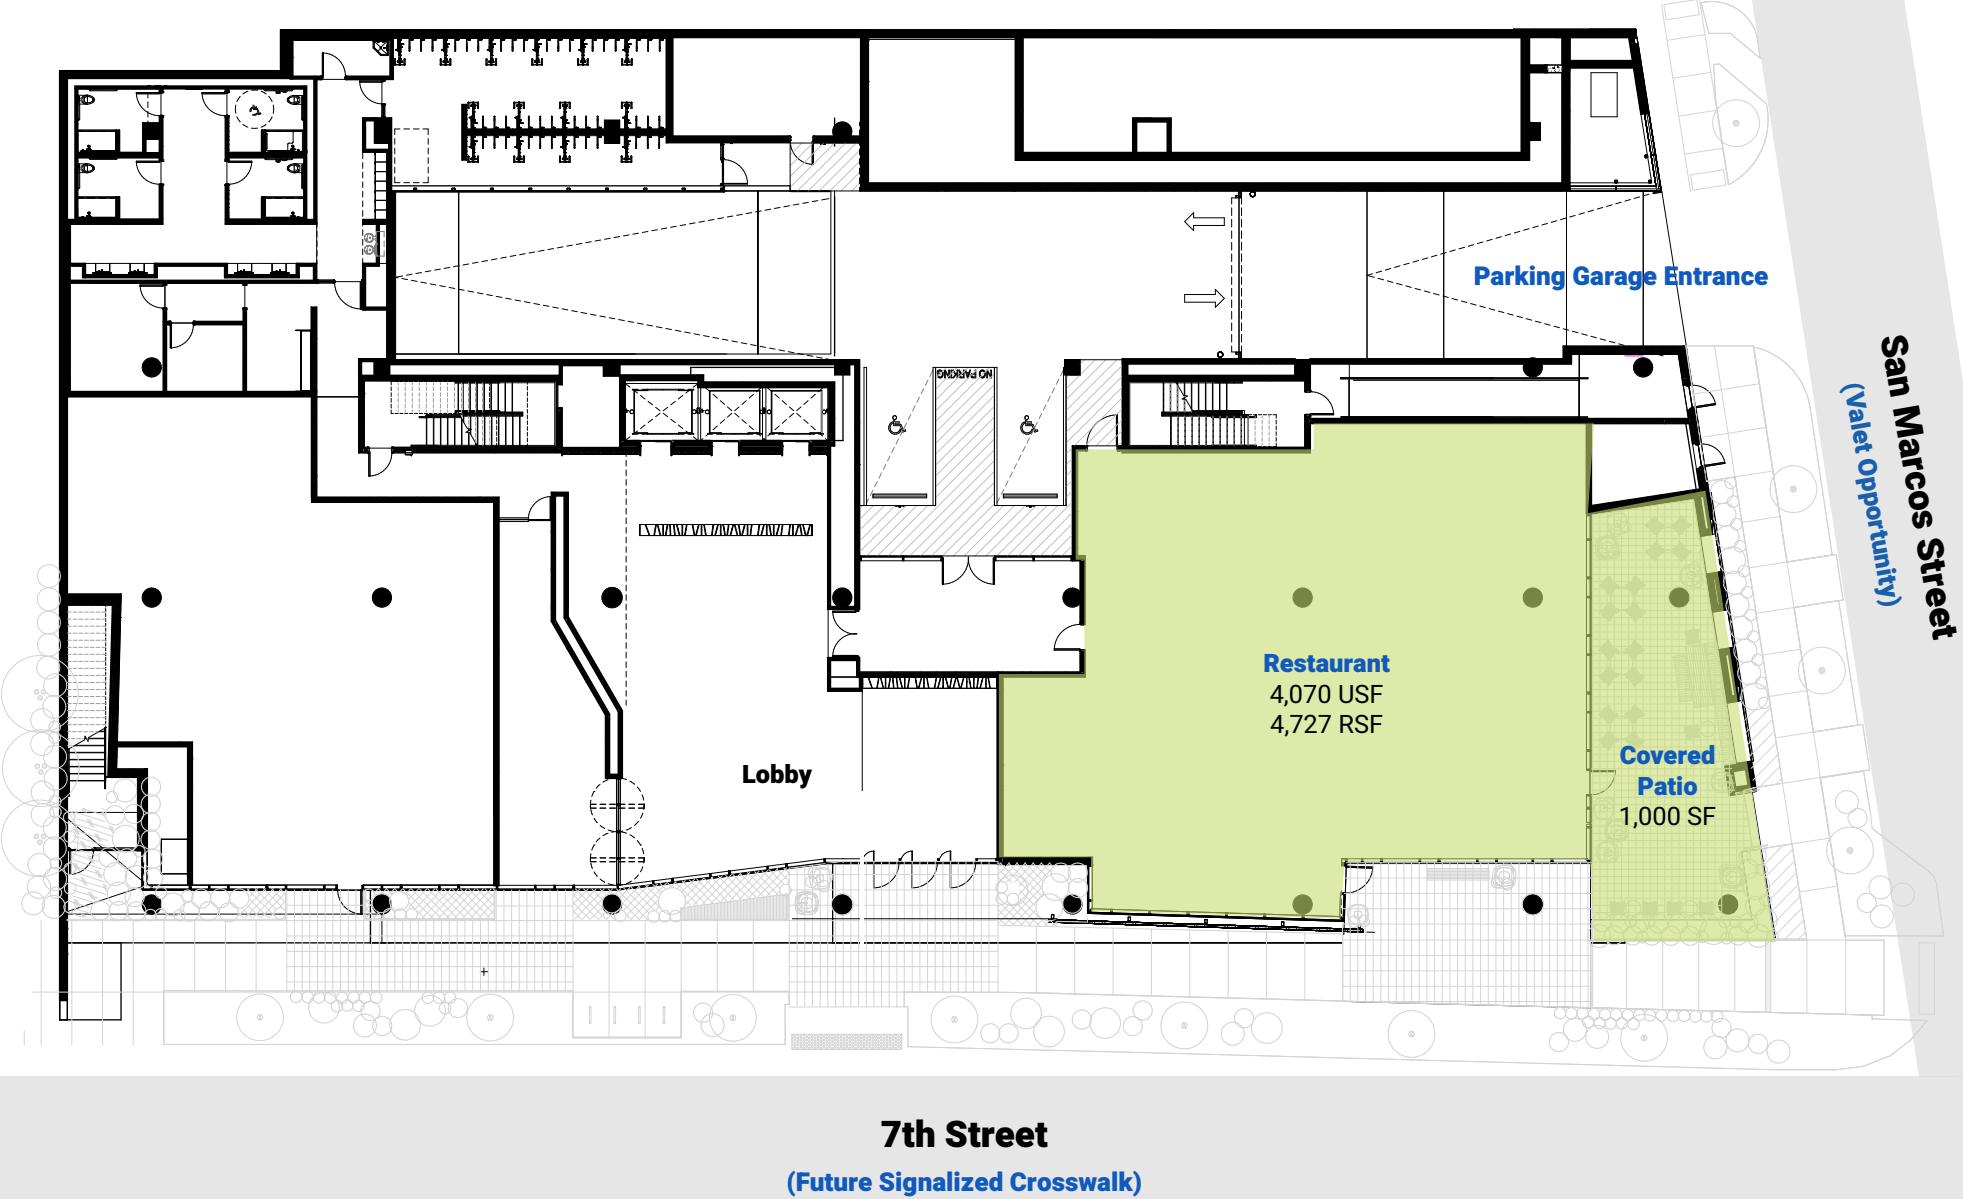 NO PARKING
Parking Garage Entrance
San Marcos Street
(Valet Opportunity)
Restaurant
4,070 USF
4,727 RSF
Covered
Patio
1,000 SF
Lobby
7th Street
(Future Signalized Crosswalk)